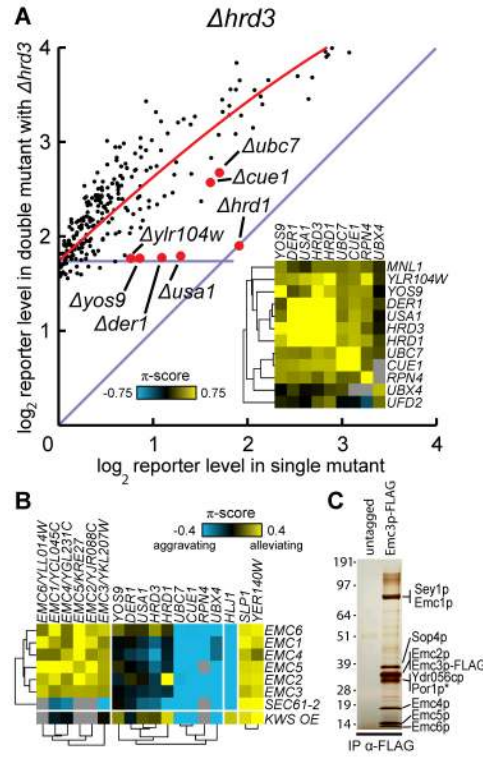 A
Δhrd3
log2 reporter level in double mutant with Δhrd3
4
3
2
1
0
1
2
3
4
log2 reporter level in single mutant
Δubc7
Δcue1
Δhrd1
Δylr104w
Δyos9
Δder1
Δusa1
π-score
-0.75
0.75
YOS9
DER1
USA1
HRD3
HRD1
UBC7
CUE1
RPN4
UBX4
MNL1
YLR104W
YOS9
DER1
USA1
HRD3
HRD1
UBC7
CUE1
RPN4
UBX4
UFD2
B
π-score
-0.4
0.4
aggravating
alleviating
EMC6/YLL014W
EMC1/YCL045C
EMC4/YGL231C
EMC5/KRE27
EMC2/YJR088C
EMC3/YKL207W
YOS9
DER1
USA1
HRD3
HRD1
UBC7
CUE1
RPN4
UBX4
HLJ1
SLP1
YER140W
EMC6
EMC1
EMC4
EMC5
EMC2
EMC3
SEC61-2
KWS OE
C
untagged
Emc3p-FLAG
191
97
64
51
39
28
19
14
Sey1p
Emc1p
Sop4p
Emc2p
Emc3p-FLAG
Ydr056cp
Por1p*
Emc4p
Emc5p
Emc6p
IP α-FLAG